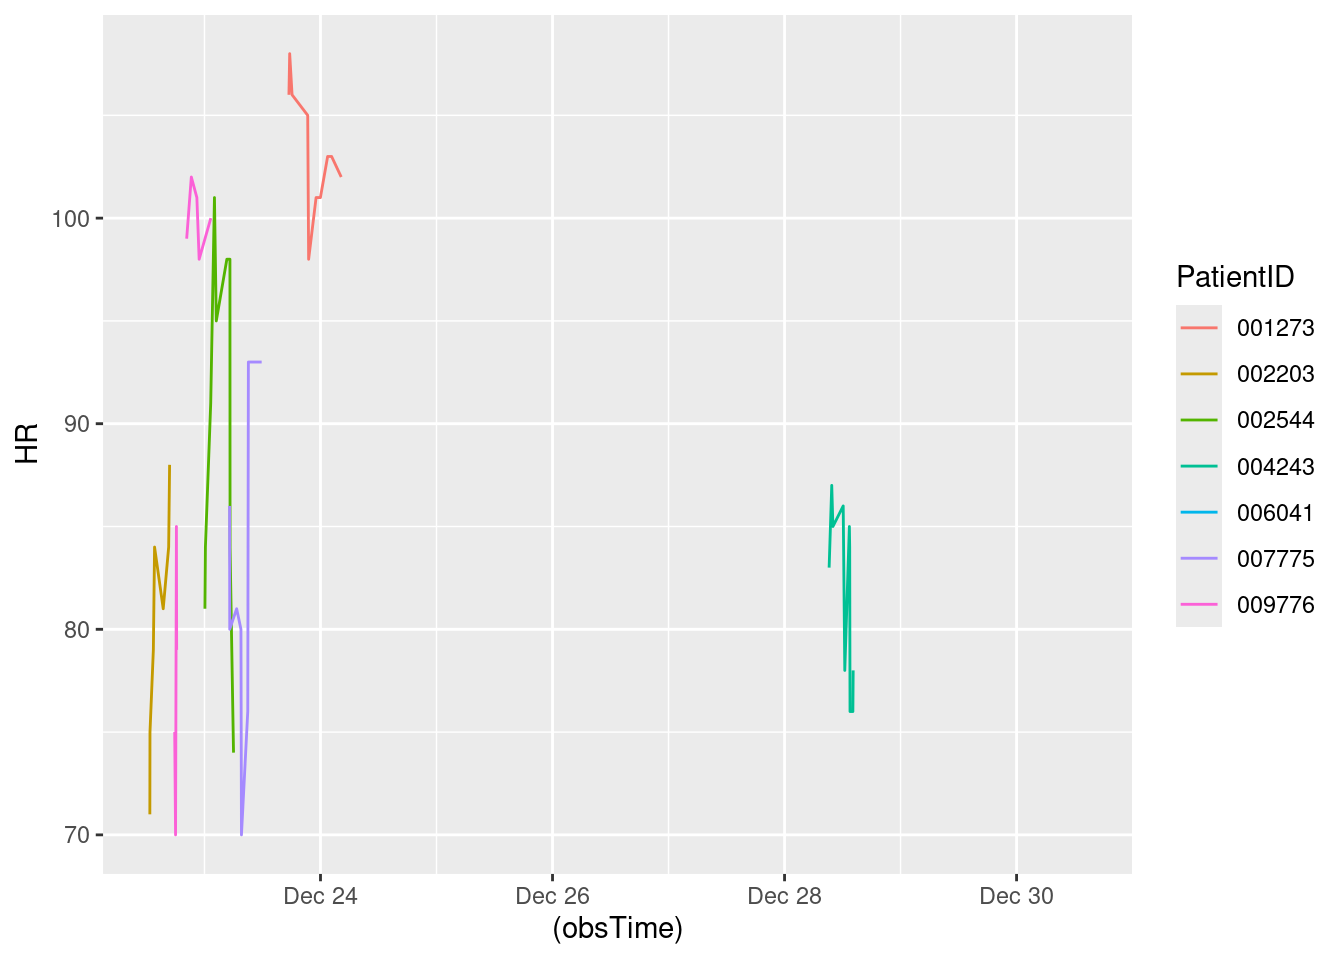 100
90
80
70
HR
Dec 24
Dec 26
Dec 28
Dec 30
(obsTime)
PatientID
001273
002203
002544
004243
006041
007775
009776